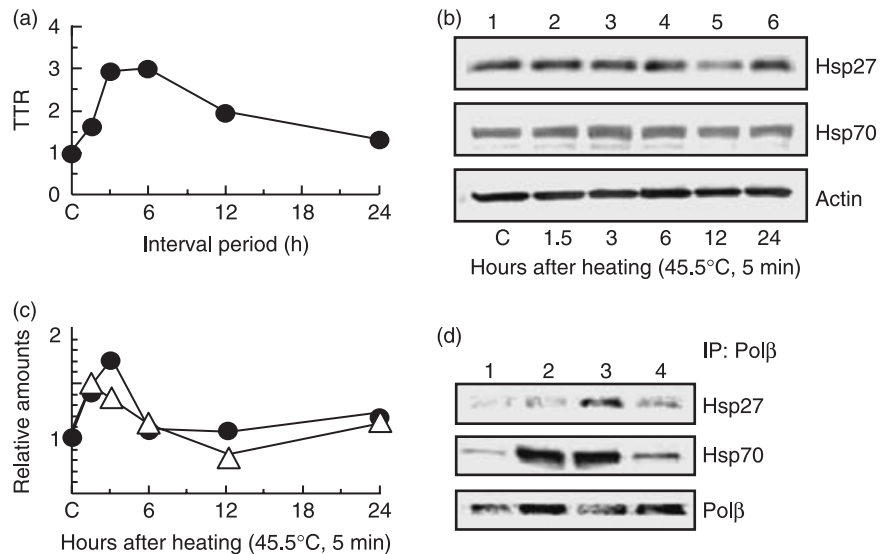 (a)
4
3
2
1
0
TTR
C 6 12 18 24
Interval period (h)
(b)
1 2 3 4 5 6
Hsp27
Hsp70
Actin
C 1.5 3 6 12 24
Hours after heating (45.5°C, 5 min)
(c)
2
1
Relative amounts
C 6 12 18 24
Hours after heating (45.5°C, 5 min)
(d)
IP: Polβ
1 2 3 4
Hsp27
Hsp70
Polβ